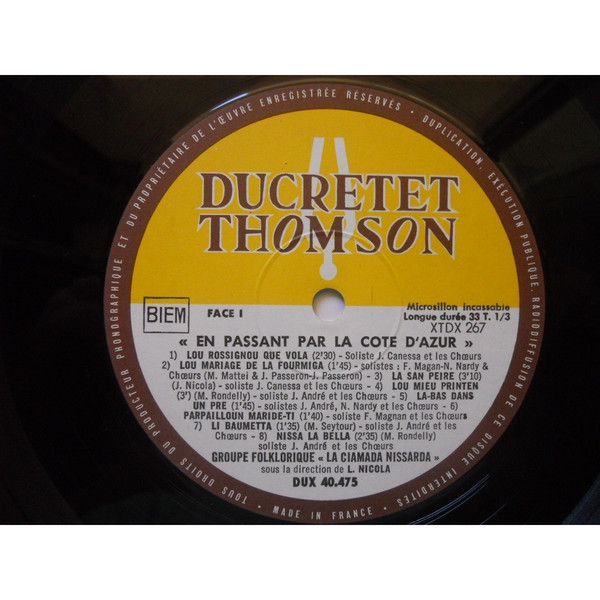 TOUS DROITS DU PRODUCTEUR PHONOGRAPHIQUE ET DU PROPRIÉTAIRE DE L'ŒUVRE ENREGISTRÉE RÉSERVÉS • DUPLICATION, EXÉCUTION PUBLIQUE, RADIODIFFUSION DE CE DISQUE INTERDITES •
DUCRETET
THOMSON
BIEM
FACE 1
Microsillon incassable
Longue durée 33 T. 1/3
XTDX 267
« EN PASSANT PAR LA COTE D'AZUR »
1) LOU ROSSIGNOU QUE VOLA (2'30) - Soliste J. Canessa et les Chœurs
2) LOU MARIAGE DE LA FOURMIGA (1'45) - solistes : F. Magan-N. Nardy &
Chœurs (M. Mattei & J. Passeron-J. Passeron) - 3) LA SAN PEIRE (3'10)
(J. Nicola) - soliste J. Canessa et les Chœurs - 4) LOU MIEU PRINTEN
(3') (M. Rondelly) - soliste J. André et les Chœurs - 5) LA-BAS DANS
UN PRE (1'45) - solistes J. André, N. Nardy et les Chœurs - 6)
PARPAILLOUN MARIDE-TI (1'40) - soliste F. Magnan et les Chœurs -
7) LI BAUMETTA (1'35) (M. Seytour) - soliste J. André et les
Chœurs - 8) NISSA LA BELLA (2'35) (M. Rondelly)
soliste J. André et les Chœurs
GROUPE FOLKLORIQUE « LA CIAMADA NISSARDA »
sous la direction de L. NICOLA
DUX 40.475
MADE IN FRANCE